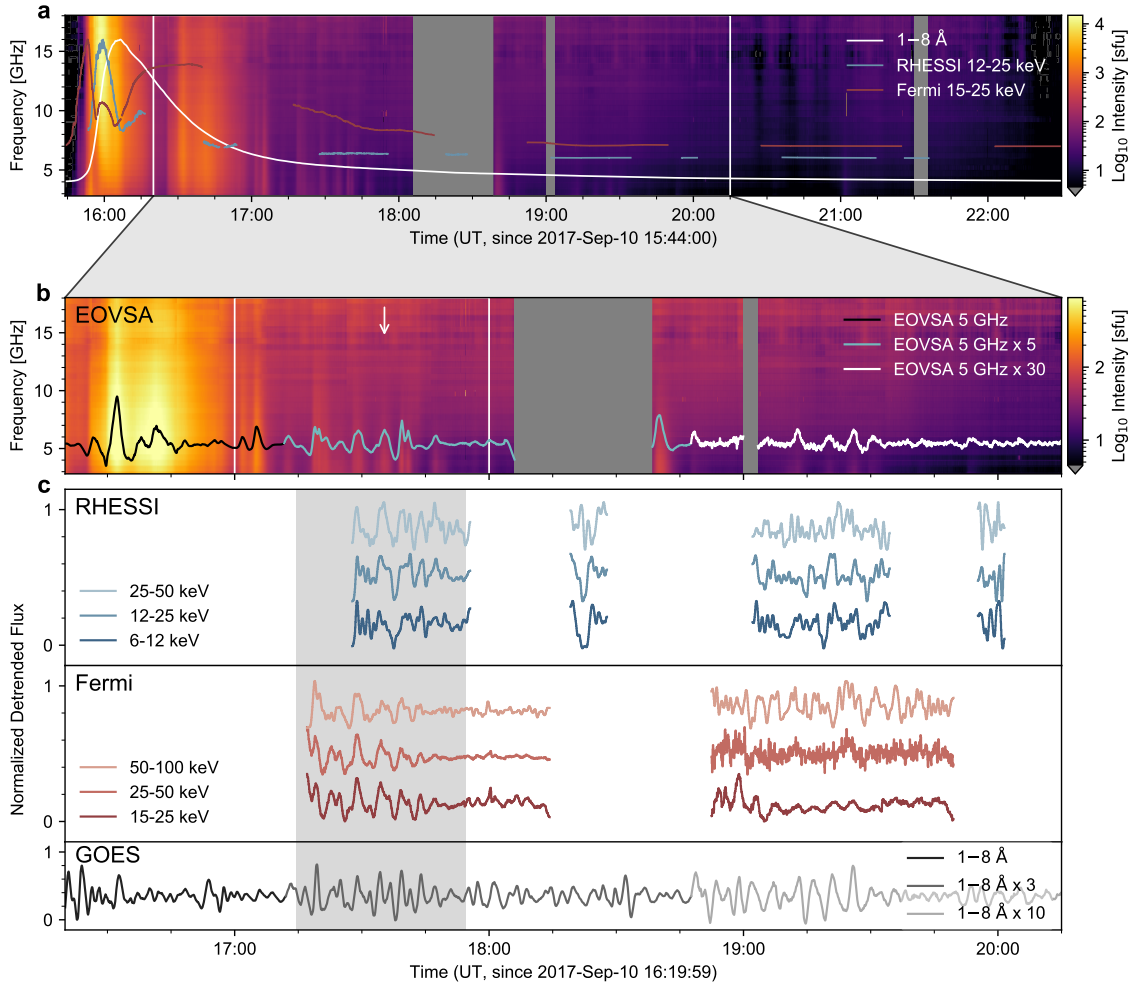 a
Frequency [GHz]
15
10
5
1−8 Å
RHESSI 12-25 keV
Fermi 15-25 keV
4
3
2
1
Log₁₀ Intensity [sfu]
16:00
17:00
18:00
19:00
20:00
21:00
22:00
Time (UT, since 2017-Sep-10 15:44:00)
b
EOVSA
Frequency [GHz]
15
10
5
EOVSA 5 GHz
EOVSA 5 GHz x 5
EOVSA 5 GHz x 30
2
1
Log₁₀ Intensity [sfu]
c
Normalized Detrended Flux
RHESSI
1
0
25-50 keV
12-25 keV
6-12 keV
Fermi
1
0
50-100 keV
25-50 keV
15-25 keV
GOES
1
0
1−8 Å
1−8 Å x 3
1−8 Å x 10
17:00
18:00
19:00
20:00
Time (UT, since 2017-Sep-10 16:19:59)